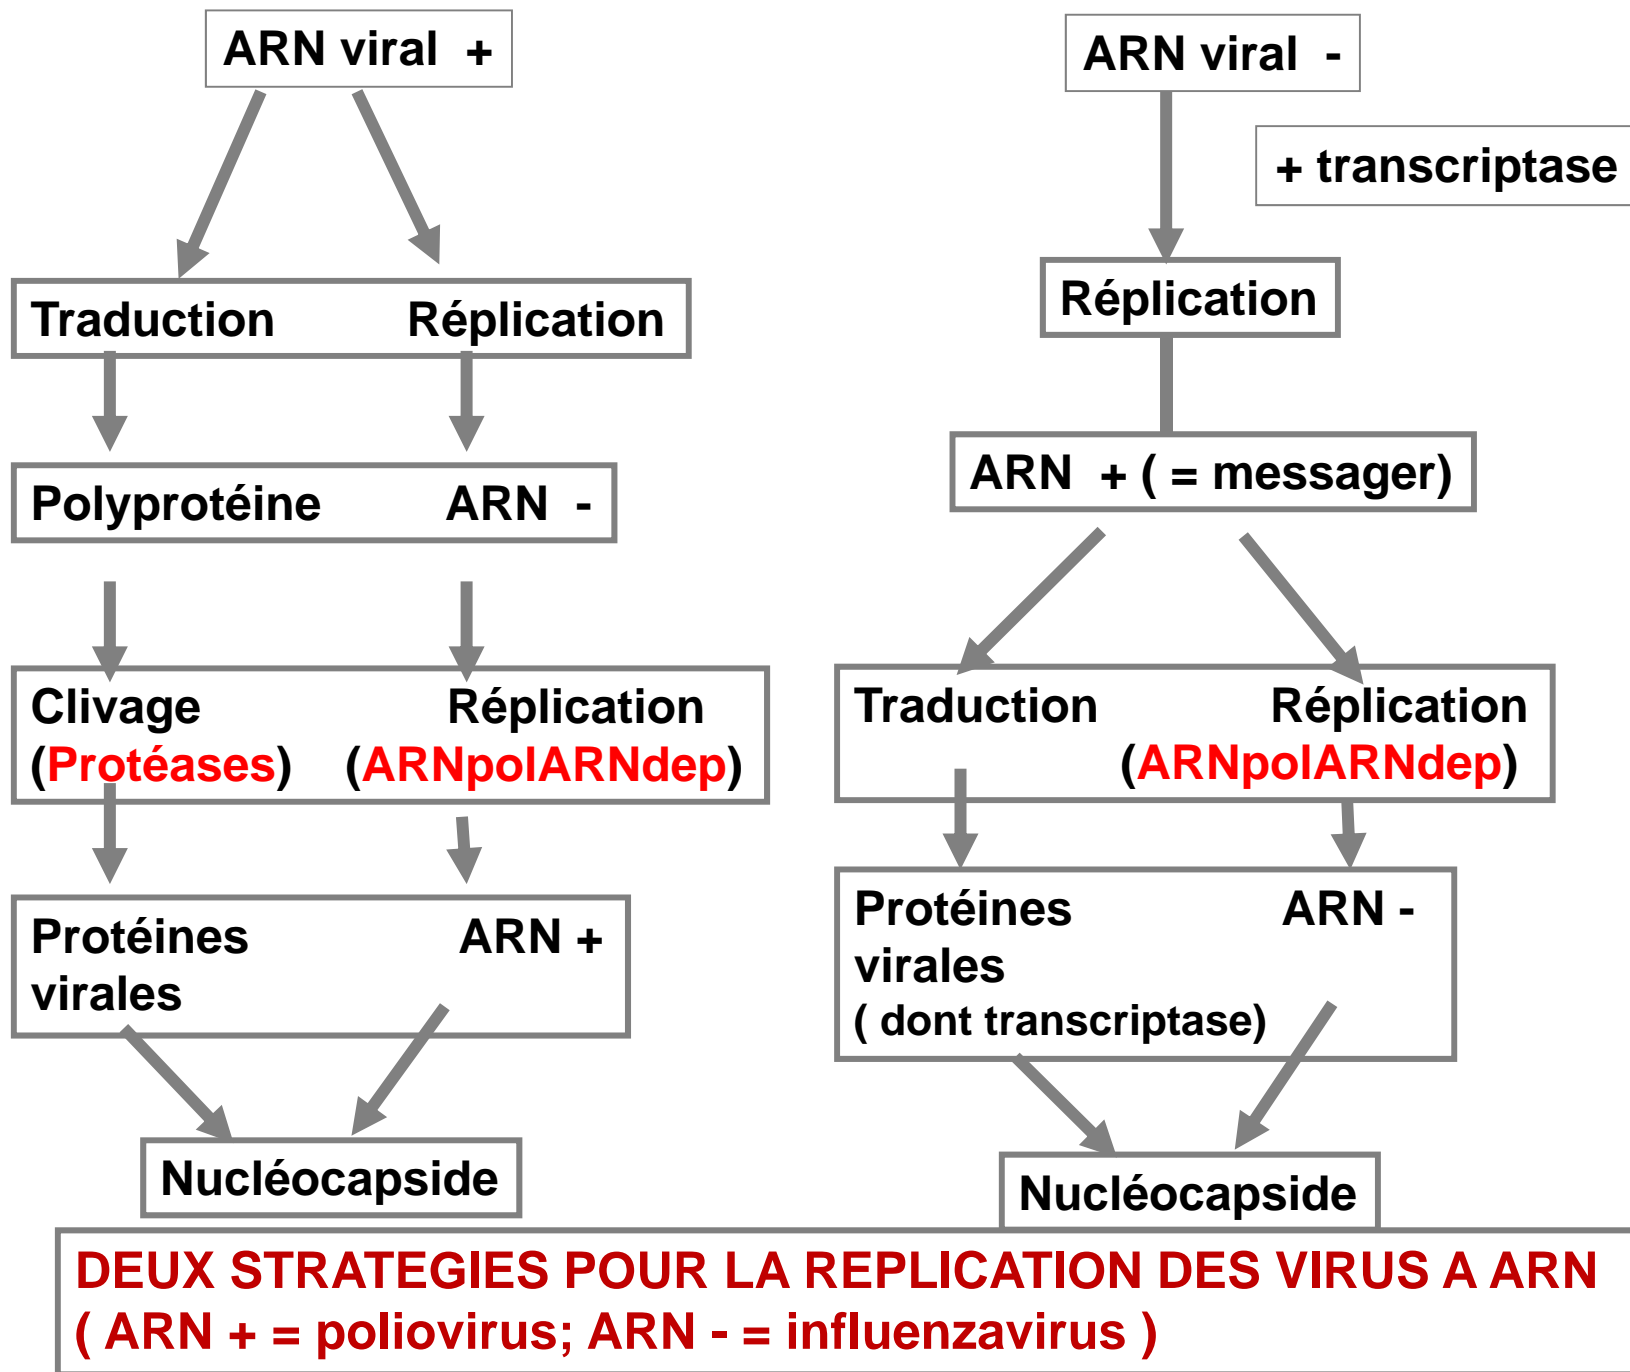 ARN viral +
Traduction Réplication
Polyprotéine ARN -
Clivage Réplication
(Protéases) (ARNpolARNdep)
Protéines ARN +
virales
Nucléocapside
ARN viral -
+ transcriptase
Réplication
ARN + ( = messager)
Traduction Réplication
(ARNpolARNdep)
Protéines ARN -
virales
( dont transcriptase)
Nucléocapside
DEUX STRATEGIES POUR LA REPLICATION DES VIRUS A ARN
( ARN + = poliovirus; ARN - = influenzavirus )